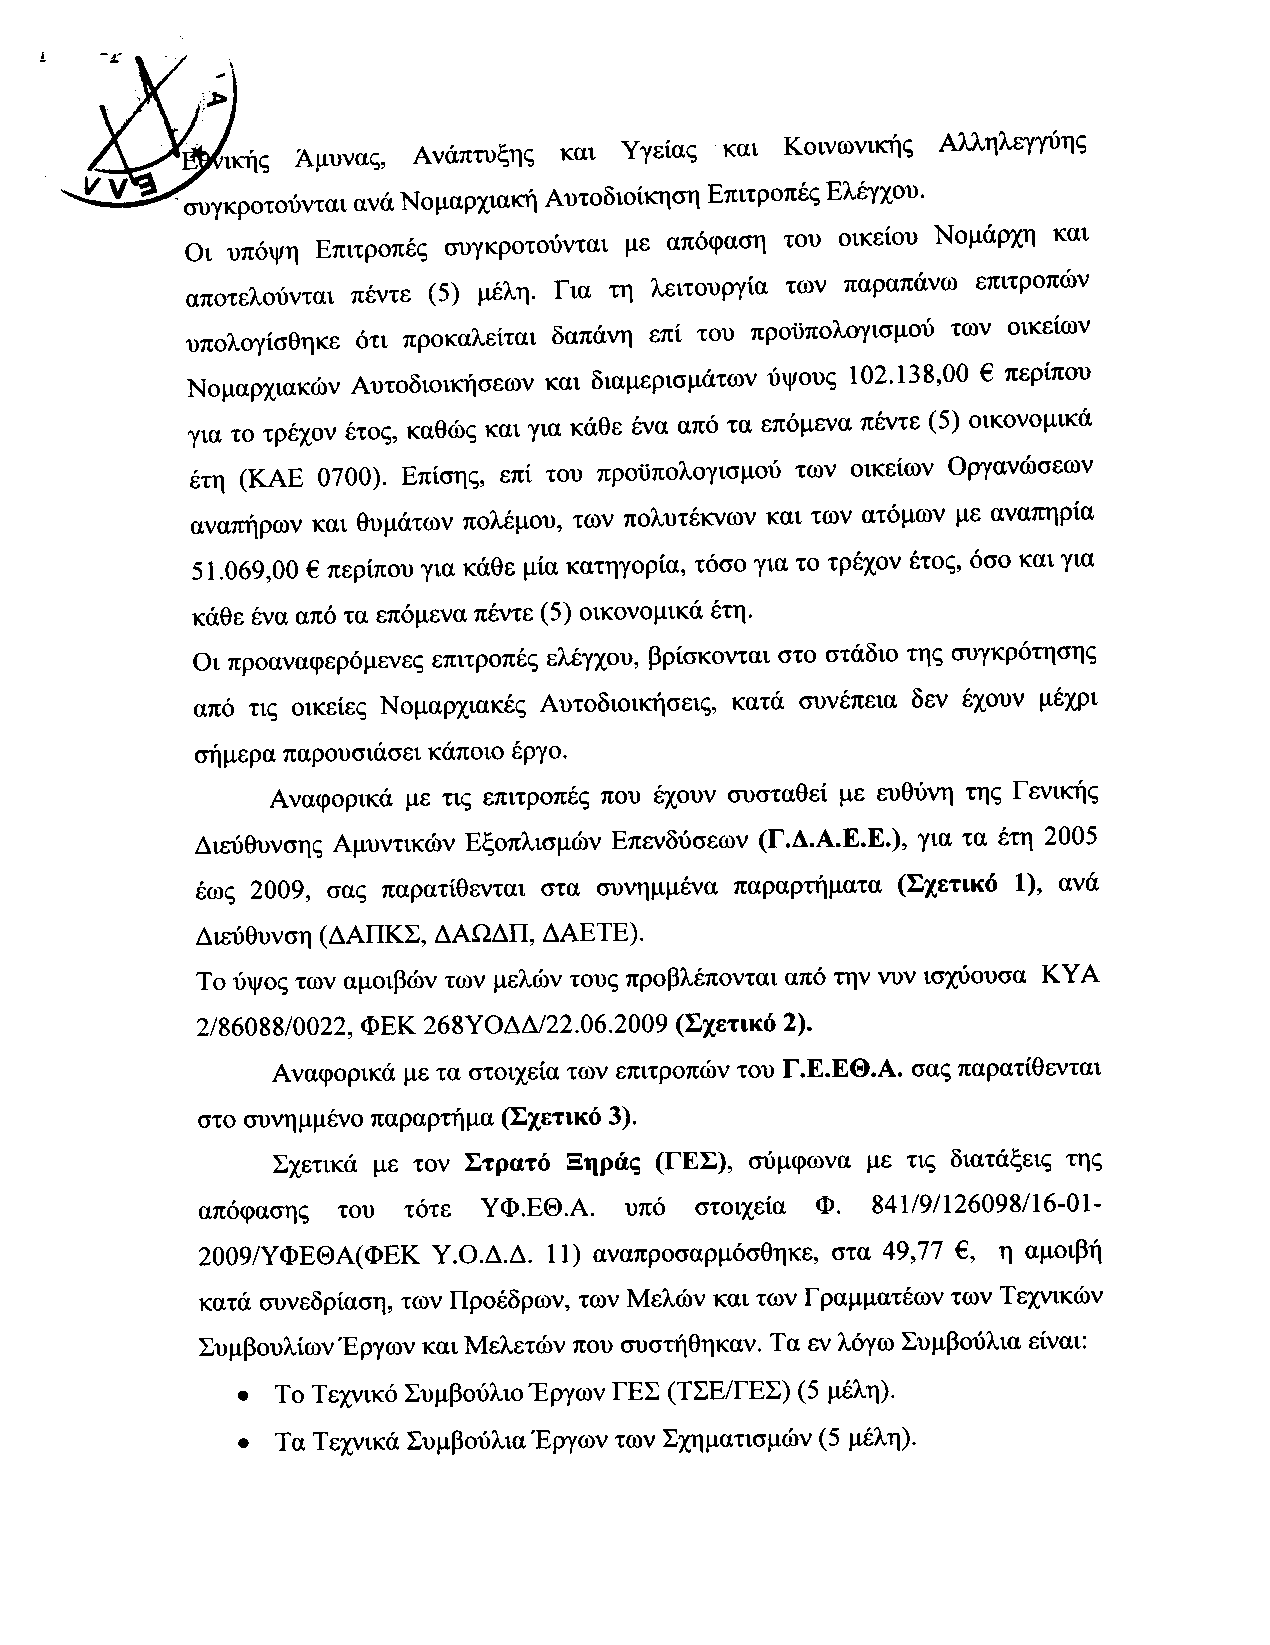 Εθνικής Άμυνας, Ανάπτυξης και Υγείας και Κοινωνικής Αλληλεγγύης
συγκροτούνται ανά Νομαρχιακή Αυτοδιοίκηση Επιτροπές Ελέγχου.
Οι υπόψη Επιτροπές συγκροτούνται με απόφαση του οικείου Νομάρχη και
αποτελούνται πέντε (5) μέλη. Για τη λειτουργία των παραπάνω επιτροπών
υπολογίσθηκε ότι προκαλείται δαπάνη επί του προϋπολογισμού των οικείων
Νομαρχιακών Αυτοδιοικήσεων και διαμερισμάτων ύψους 102.138,00 € περίπου
για το τρέχον έτος, καθώς και για κάθε ένα από τα επόμενα πέντε (5) οικονομικά
έτη (ΚΑΕ 0700). Επίσης, επί του προϋπολογισμού των οικείων Οργανώσεων
αναπήρων και θυμάτων πολέμου, των πολυτέκνων και των ατόμων με αναπηρία
51.069,00 € περίπου για κάθε μία κατηγορία, τόσο για το τρέχον έτος, όσο και για
κάθε ένα από τα επόμενα πέντε (5) οικονομικά έτη.
Οι προαναφερόμενες επιτροπές ελέγχου, βρίσκονται στο στάδιο της συγκρότησης
από τις οικείες Νομαρχιακές Αυτοδιοικήσεις, κατά συνέπεια δεν έχουν μέχρι
σήμερα παρουσιάσει κάποιο έργο.
Αναφορικά με τις επιτροπές που έχουν συσταθεί με ευθύνη της Γενικής
Διεύθυνσης Αμυντικών Εξοπλισμών Επενδύσεων (Γ.Δ.Α.Ε.Ε.), για τα έτη 2005
έως 2009, σας παρατίθενται στα συνημμένα παραρτήματα (Σχετικό 1), ανά
Διεύθυνση (ΔΑΠΚΣ, ΔΑΩΔΠ, ΔΑΕΤΕ).
Το ύψος των αμοιβών των μελών τους προβλέπονται από την νυν ισχύουσα ΚΥΑ
2/86088/0022, ΦΕΚ 268ΥΟΔΔ/22.06.2009 (Σχετικό 2).
Αναφορικά με τα στοιχεία των επιτροπών του Γ.Ε.ΕΘ.Α. σας παρατίθενται
στο συνημμένο παραρτήμα (Σχετικό 3).
Σχετικά με τον Στρατό Ξηράς (ΓΕΣ), σύμφωνα με τις διατάξεις της
απόφασης του τότε ΥΦ.ΕΘ.Α. υπό στοιχεία Φ. 841/9/126098/16-01-
2009/ΥΦΕΘΑ(ΦΕΚ Υ.Ο.Δ.Δ. 11) αναπροσαρμόσθηκε, στα 49,77 €, η αμοιβή
κατά συνεδρίαση, των Προέδρων, των Μελών και των Γραμματέων των Τεχνικών
Συμβουλίων Έργων και Μελετών που συστήθηκαν. Τα εν λόγω Συμβούλια είναι:
• Το Τεχνικό Συμβούλιο Έργων ΓΕΣ (ΤΣΕ/ΓΕΣ) (5 μέλη).
• Τα Τεχνικά Συμβούλια Έργων των Σχηματισμών (5 μέλη).